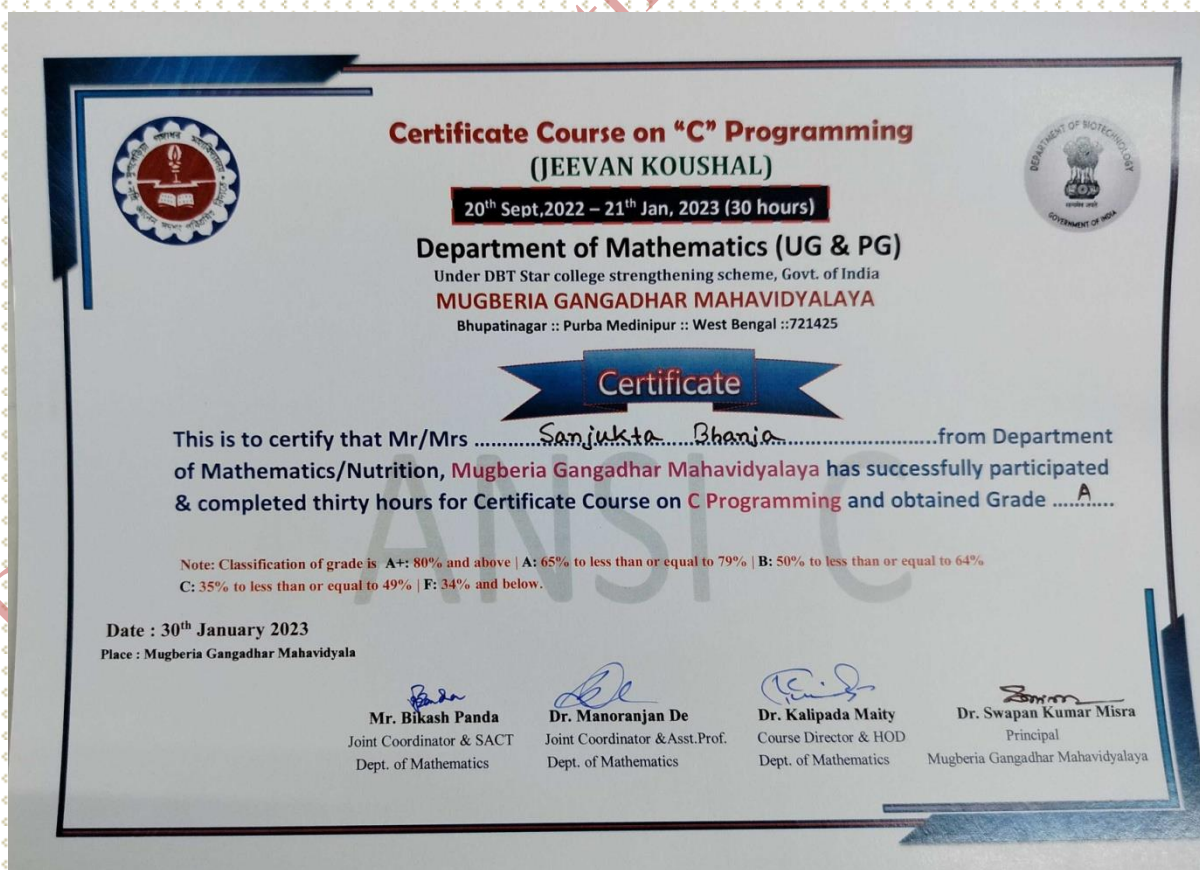 Certificate Course on “C” Programming
(JEEVAN KOUSHAL)
20th Sept,2022 – 21th Jan, 2023 (30 hours)
Department of Mathematics (UG & PG)
Under DBT Star college strengthening scheme, Govt. of India
MUGBERIA GANGADHAR MAHAVIDYALAYA
Bhupatinagar :: Purba Medinipur :: West Bengal ::721425
DEPARTMENT OF BIOTECHNOLOGY
GOVERNMENT OF INDIA
Certificate
This is to certify that Mr/Mrs ...........Sanjukta.....Bhanja...........................from Department
of Mathematics/Nutrition, Mugberia Gangadhar Mahavidyalaya has successfully participated
& completed thirty hours for Certificate Course on C Programming and obtained Grade .....A....
ANSI C
Note: Classification of grade is A+: 80% and above | A: 65% to less than or equal to 79% | B: 50% to less than or equal to 64%
C: 35% to less than or equal to 49% | F: 34% and below.
Date : 30th January 2023
Place : Mugberia Gangadhar Mahavidyala
Mr. Bikash Panda
Joint Coordinator & SACT
Dept. of Mathematics
Dr. Manoranjan De
Joint Coordinator &Asst.Prof.
Dept. of Mathematics
Dr. Kalipada Maity
Course Director & HOD
Dept. of Mathematics
Dr. Swapan Kumar Misra
Principal
Mugberia Gangadhar Mahavidyalaya